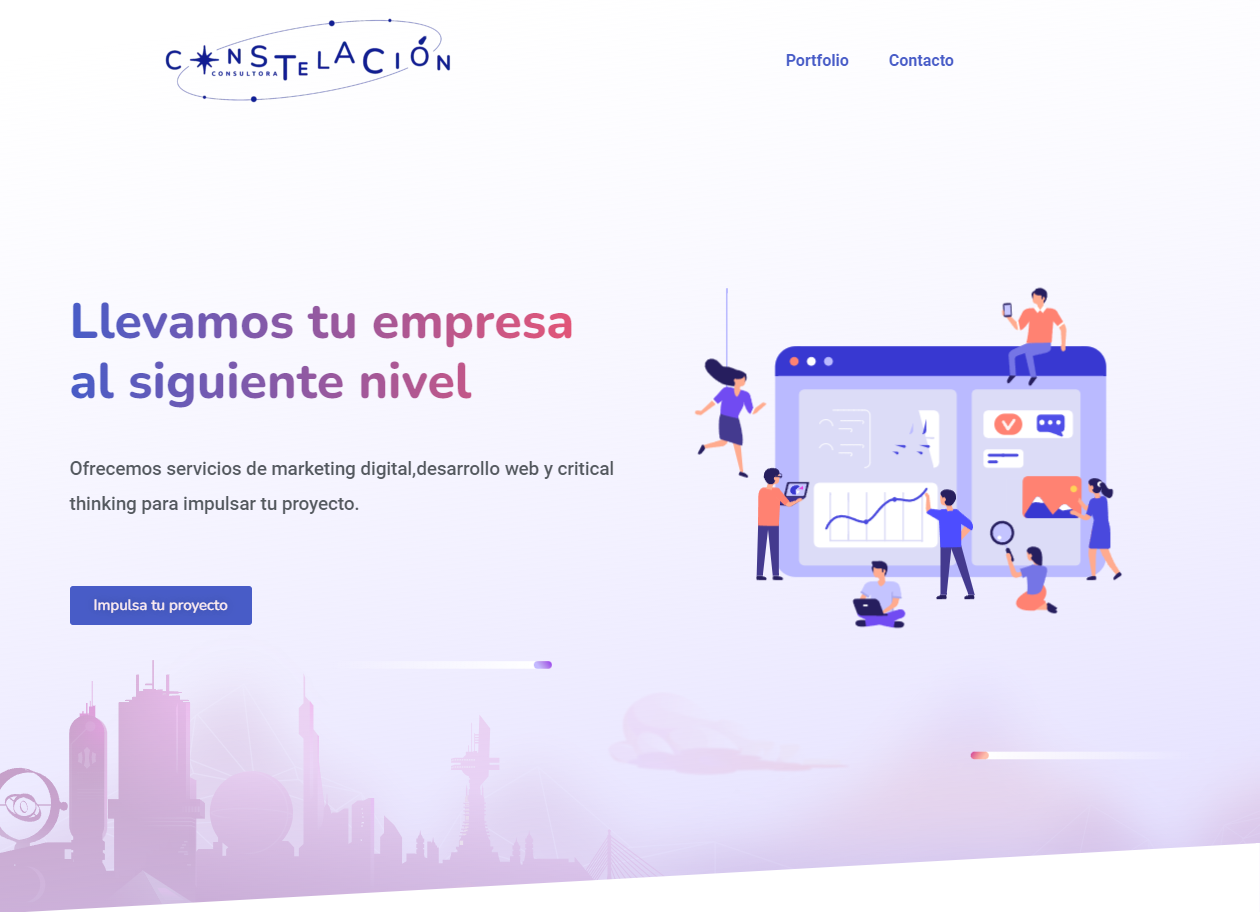 CONSTELACIÓN
CONSULTORA
Portfolio
Contacto
Llevamos tu empresa
al siguiente nivel
Ofrecemos servicios de marketing digital,desarrollo web y critical
thinking para impulsar tu proyecto.
Impulsa tu proyecto